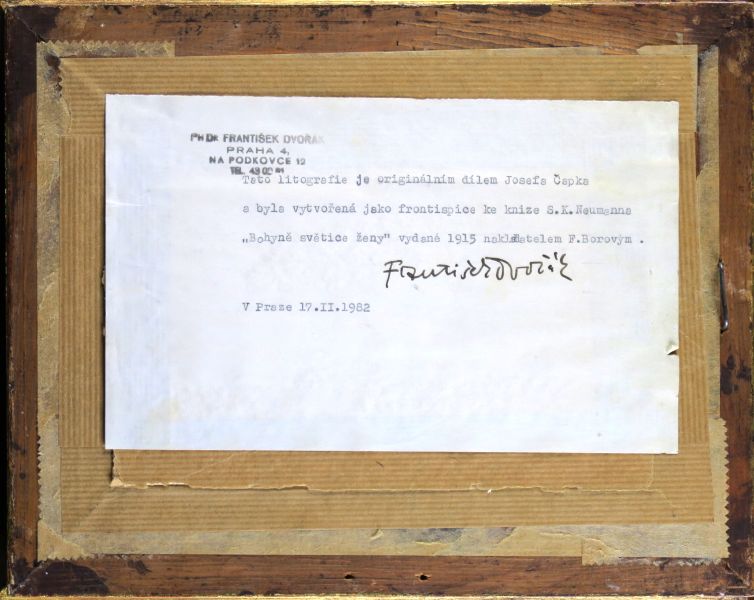 PhDr FRANTIŠEK DVOŘÁK
PRAHA 4,
NA PODKOVCE 12
TEL.
Tato litografie je originálním dílem Josefa Čapka
a byla vytvořená jako frontispice ke knize S.K.Neumanna
„Bohyně světice ženy" vydané 1915 nakladatelem F.Borovým .
František Dvořák
V Praze 17.II.1982